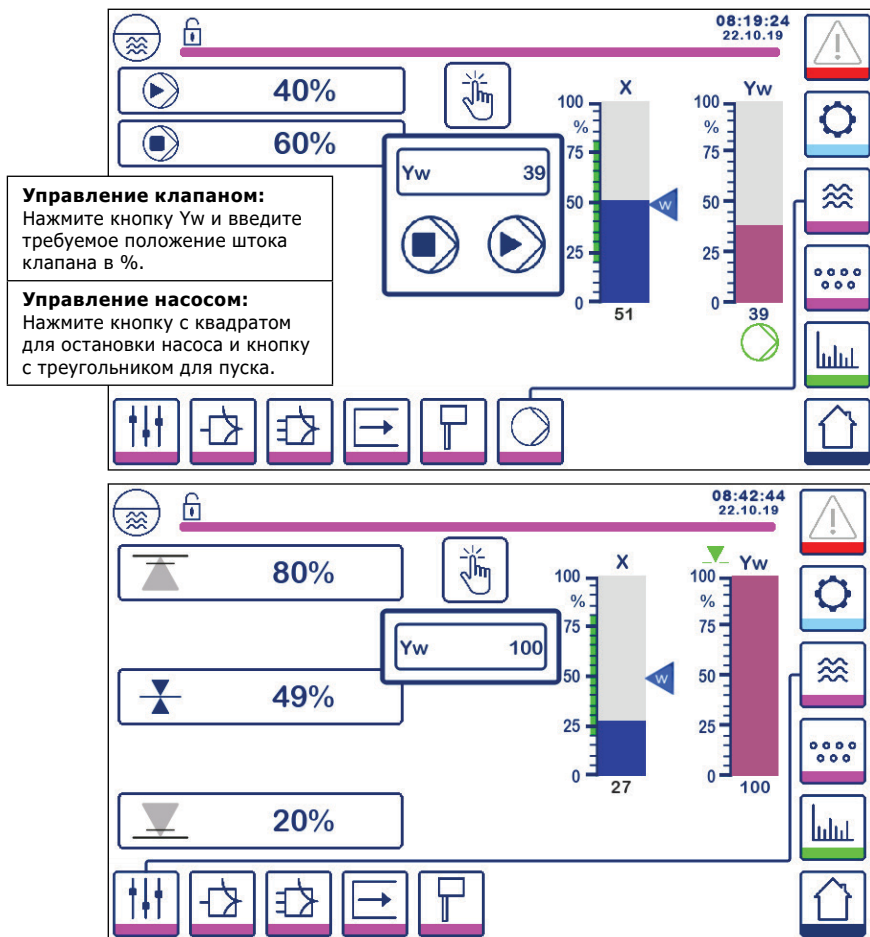 08:19:24
22.10.19
40%
60%
Yw 39
Управление клапаном:
Нажмите кнопку Yw и введите
требуемое положение штока
клапана в %.
Управление насосом:
Нажмите кнопку с квадратом
для остановки насоса и кнопку
с треугольником для пуска.
X
100
%
75
50
25
0
51
w
Yw
100
%
75
50
25
0
39
08:42:44
22.10.19
80%
49%
20%
Yw 100
X
100
%
75
50
25
0
27
w
Yw
100
%
75
50
25
0
100